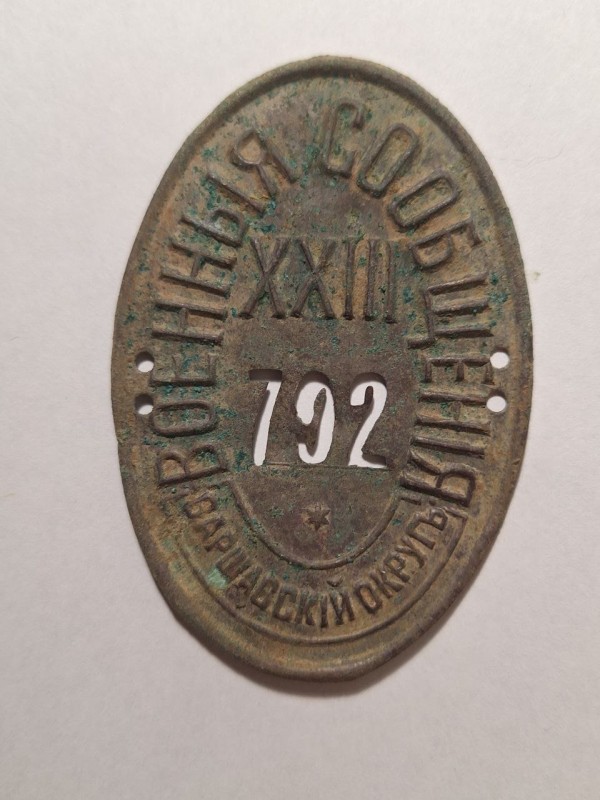 ВОЕННЫЯ СООБЩЕНІЯ
XXIII
792
ВАРШАВСКІЙ ОКРУГЪ